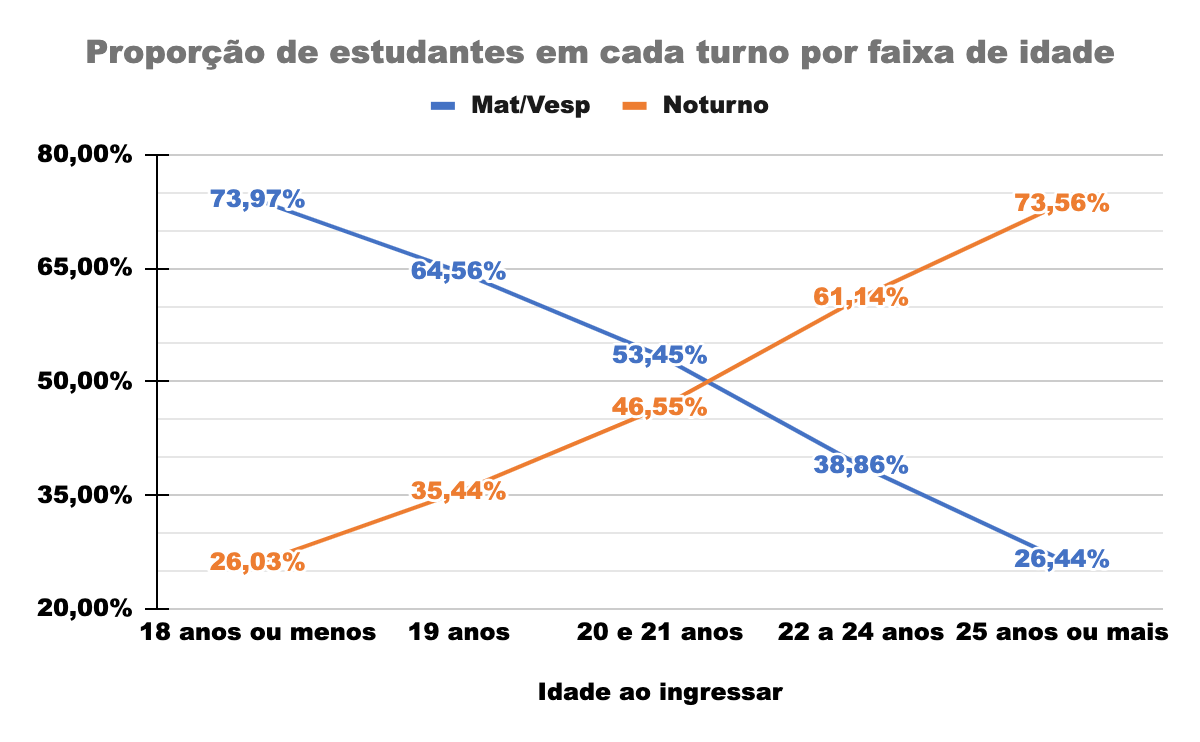 Proporção de estudantes em cada turno por faixa de idade
Mat/Vesp Noturno
80,00%
65,00%
50,00%
35,00%
20,00%
73,97% 64,56% 53,45% 38,86% 26,44%
26,03% 35,44% 46,55% 61,14% 73,56%
18 anos ou menos 19 anos 20 e 21 anos 22 a 24 anos 25 anos ou mais
Idade ao ingressar